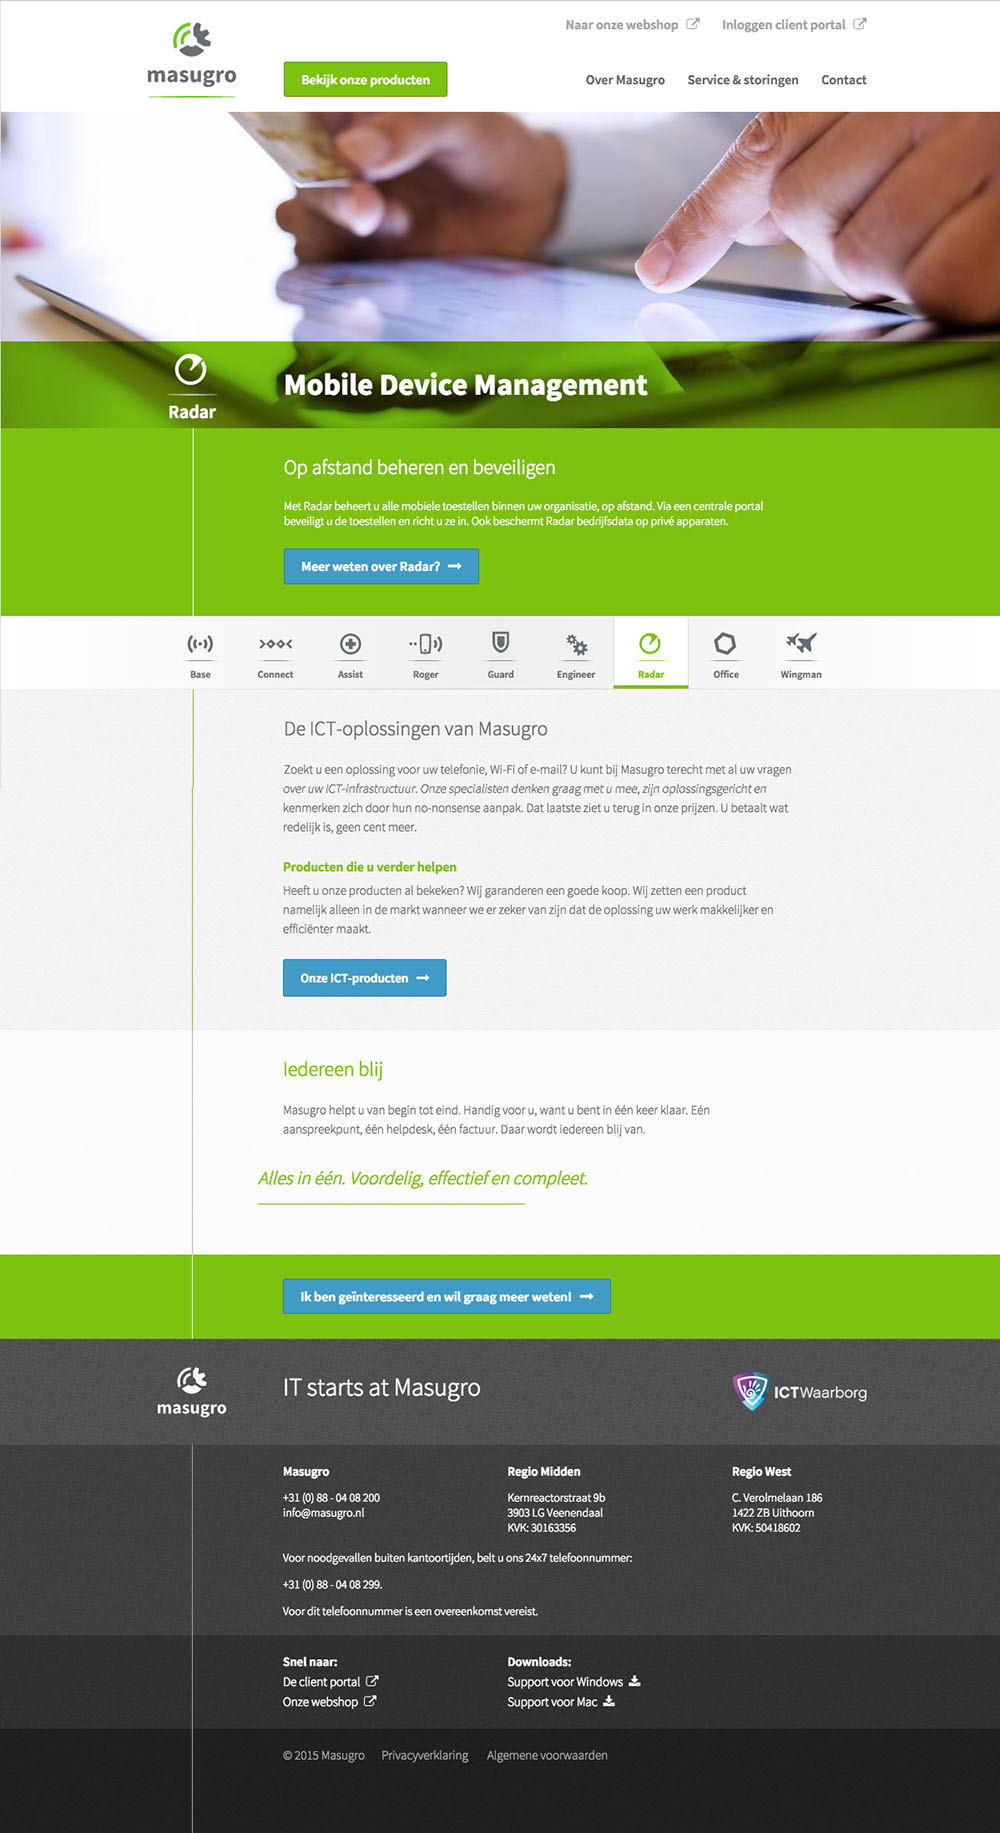 Naar onze webshop
Inloggen client portal
masugro
Bekijk onze producten
Over Masugro
Service & storingen
Contact
Radar
Mobile Device Management
Op afstand beheren en beveiligen
Met Radar beheert u alle mobiele toestellen binnen uw organisatie, op afstand. Via een centrale portal
beveiligt u de toestellen en richt u ze in. Ook beschermt Radar bedrijfsdata op privé apparaten.
Meer weten over Radar?
Base
Connect
Assist
Roger
Guard
Engineer
Radar
Office
Wingman
De ICT-oplossingen van Masugro
Zoekt u een oplossing voor uw telefonie, Wi-Fi of e-mail? U kunt bij Masugro terecht met al uw vragen
over uw ICT-infrastructuur. Onze specialisten denken graag met u mee, zijn oplossingsgericht en
kenmerken zich door hun no-nonsense aanpak. Dat laatste ziet u terug in onze prijzen. U betaalt wat
redelijk is, geen cent meer.
Producten die u verder helpen
Heeft u onze producten al bekeken? Wij garanderen een goede koop. Wij zetten een product
namelijk alleen in de markt wanneer we er zeker van zijn dat de oplossing uw werk makkelijker en
efficiënter maakt.
Onze ICT-producten
Iedereen blij
Masugro helpt u van begin tot eind. Handig voor u, want u bent in één keer klaar. Eén
aanspreekpunt, één helpdesk, één factuur. Daar wordt iedereen blij van.
Alles in één. Voordelig, effectief en compleet.
Ik ben geïnteresseerd en wil graag meer weten!
masugro
IT starts at Masugro
ICTWaarborg
Masugro
+31 (0) 88 - 04 08 200
info@masugro.nl
Regio Midden
Kernreactorstraat 9b
3903 LG Veenendaal
KVK: 30163356
Regio West
C. Verolmelaan 186
1422 ZB Uithoorn
KVK: 50418602
Voor noodgevallen buiten kantoortijden, belt u ons 24x7 telefoonnummer:
+31 (0) 88 - 04 08 299.
Voor dit telefoonnummer is een overeenkomst vereist.
Snel naar:
De client portal
Onze webshop
Downloads:
Support voor Windows
Support voor Mac
© 2015 Masugro
Privacyverklaring
Algemene voorwaarden